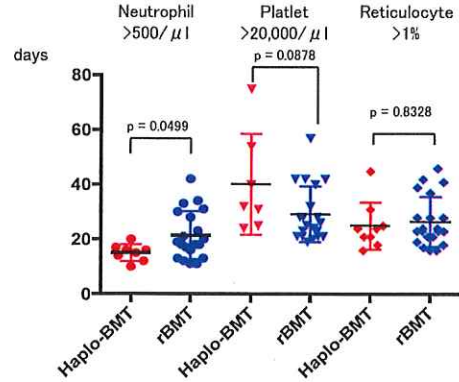 Neutrophil Platlet Reticulocyte
>500/μl >20,000/μl >1%
days
80
60
40
20
0
p = 0.0499
p = 0.0878
p = 0.8328
Haplo-BMT
rBMT
Haplo-BMT
rBMT
Haplo-BMT
rBMT